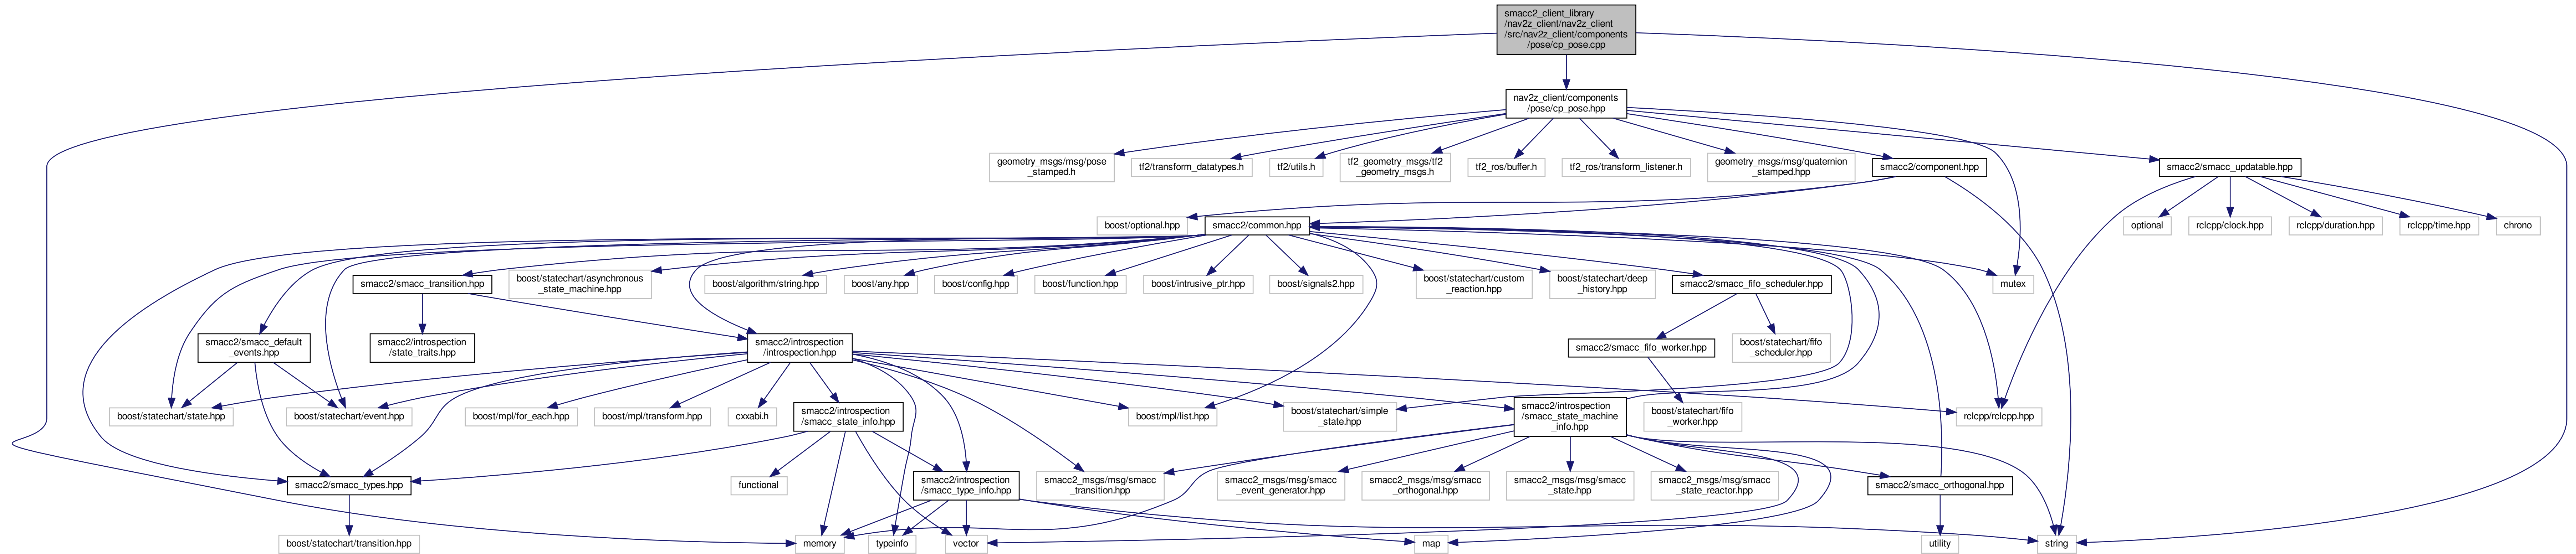 smacc2_client_library
/nav2z_client/nav2z_client
/src/nav2z_client/components
/pose/cp_pose.cpp
nav2z_client/components
/pose/cp_pose.hpp
geometry_msgs/msg/pose
_stamped.h
tf2/transform_datatypes.h
tf2/utils.h
tf2_geometry_msgs/tf2
_geometry_msgs.h
tf2_ros/buffer.h
tf2_ros/transform_listener.h
geometry_msgs/msg/quaternion
_stamped.hpp
smacc2/component.hpp
smacc2/smacc_updatable.hpp
boost/optional.hpp
smacc2/common.hpp
optional
rclcpp/clock.hpp
rclcpp/duration.hpp
rclcpp/time.hpp
chrono
smacc2/smacc_transition.hpp
boost/statechart/asynchronous
_state_machine.hpp
boost/algorithm/string.hpp
boost/any.hpp
boost/config.hpp
boost/function.hpp
boost/intrusive_ptr.hpp
boost/signals2.hpp
boost/statechart/custom
_reaction.hpp
boost/statechart/deep
_history.hpp
smacc2/smacc_fifo_scheduler.hpp
mutex
smacc2/smacc_default
_events.hpp
smacc2/introspection
/state_traits.hpp
smacc2/introspection
/introspection.hpp
smacc2/smacc_fifo_worker.hpp
boost/statechart/fifo
_scheduler.hpp
boost/statechart/state.hpp
boost/statechart/event.hpp
boost/mpl/for_each.hpp
boost/mpl/transform.hpp
cxxabi.h
smacc2/introspection
/smacc_state_info.hpp
boost/mpl/list.hpp
boost/statechart/simple
_state.hpp
smacc2/introspection
/smacc_state_machine
_info.hpp
boost/statechart/fifo
_worker.hpp
rclcpp/rclcpp.hpp
smacc2/smacc_types.hpp
functional
smacc2/introspection
/smacc_type_info.hpp
smacc2_msgs/msg/smacc
_transition.hpp
smacc2_msgs/msg/smacc
_event_generator.hpp
smacc2_msgs/msg/smacc
_orthogonal.hpp
smacc2_msgs/msg/smacc
_state.hpp
smacc2_msgs/msg/smacc
_state_reactor.hpp
smacc2/smacc_orthogonal.hpp
boost/statechart/transition.hpp
memory
typeinfo
vector
map
utility
string